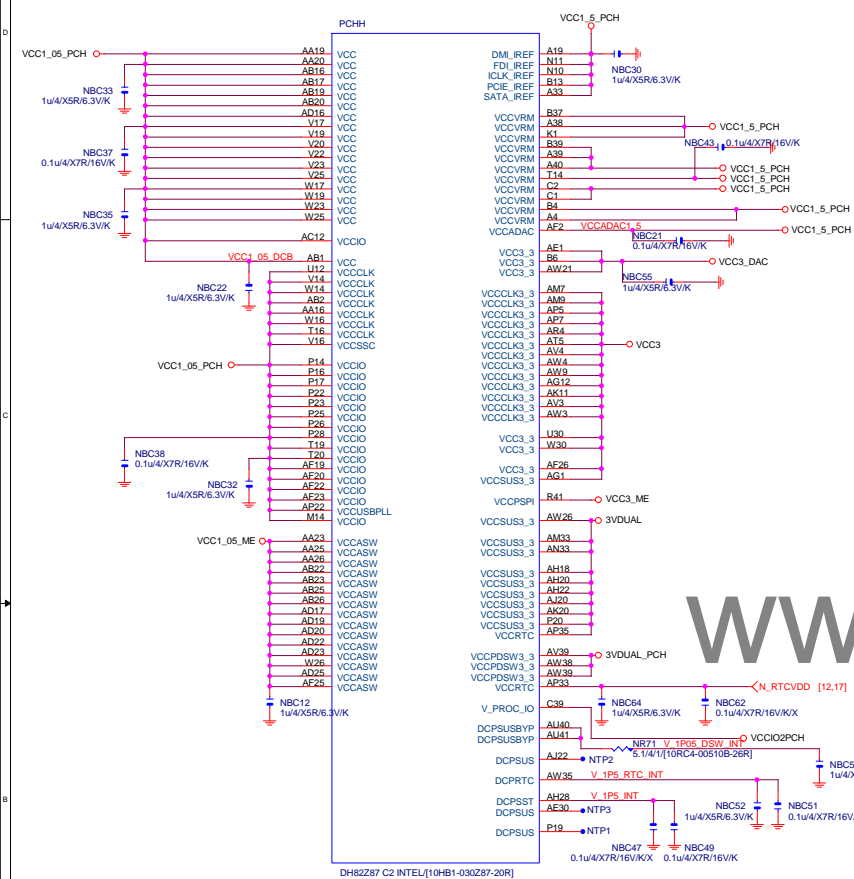 D
C
B
PCHH
VCC1_05_PCH
NBC33
1u/4/X5R/6.3V/K
NBC37
0.1u/4/X7R/16V/K
NBC35
1u/4/X5R/6.3V/K
VCC1_05_DCB
NBC22
1u/4/X5R/6.3V/K
VCC1_05_PCH
NBC38
0.1u/4/X7R/16V/K
NBC32
1u/4/X5R/6.3V/K
VCC1_05_ME
NBC12
1u/4/X5R/6.3V/K
AA19 VCC
AA20 VCC
AB16 VCC
AB17 VCC
AB19 VCC
AB20 VCC
AD16 VCC
V17 VCC
V19 VCC
V20 VCC
V22 VCC
V23 VCC
V25 VCC
W17 VCC
W19 VCC
W23 VCC
W25 VCC
AC12 VCCIO
AB1 VCC
U12 VCCCLK
V14 VCCCLK
W14 VCCCLK
AB2 VCCCLK
AA16 VCCCLK
W16 VCCCLK
T16 VCCCLK
V16 VCCSSC
P14 VCCIO
P16 VCCIO
P17 VCCIO
P22 VCCIO
P23 VCCIO
P25 VCCIO
P26 VCCIO
P28 VCCIO
T19 VCCIO
T20 VCCIO
AF19 VCCIO
AF20 VCCIO
AF22 VCCIO
AF23 VCCIO
AP22 VCCUSBPLL
M14 VCCIO
AA23 VCCASW
AA25 VCCASW
AA26 VCCASW
AB22 VCCASW
AB23 VCCASW
AB25 VCCASW
AB26 VCCASW
AD17 VCCASW
AD19 VCCASW
AD20 VCCASW
AD22 VCCASW
AD23 VCCASW
W26 VCCASW
AD25 VCCASW
AF25 VCCASW
VCC1_5_PCH
DMI_IREF A19
FDI_IREF N11
ICLK_IREF N10
PCIE_IREF B13
SATA_IREF A33
NBC30
1u/4/X5R/6.3V/K
VCCVRM B37
VCCVRM A38
VCCVRM K1
VCCVRM B39
VCCVRM A39
VCCVRM A40
VCCVRM T14
VCCVRM C2
VCCVRM C1
VCCVRM B4
VCCVRM A4
VCCADAC AF2
VCC1_5_PCH
NBC43 0.1u/4/X7R/16V/K
VCC1_5_PCH
VCC1_5_PCH
VCC1_5_PCH
VCC1_5_PCH
VCCADAC1_5
VCC1_5_PCH
NBC21
0.1u/4/X7R/16V/K
VCC3_3 AE1
VCC3_3 B6
VCC3_3 AW21
VCC3_DAC
NBC55
1u/4/X5R/6.3V/K
VCCCLK3_3 AM7
VCCCLK3_3 AM9
VCCCLK3_3 AP5
VCCCLK3_3 AP7
VCCCLK3_3 AR4
VCCCLK3_3 AT5
VCCCLK3_3 AV4
VCCCLK3_3 AW4
VCCCLK3_3 AW9
VCCCLK3_3 AG12
VCCCLK3_3 AK11
VCCCLK3_3 AV3
VCCCLK3_3 AW3
VCC3
VCC3_3 U30
VCC3_3 W30
VCC3_3 AF26
VCCSUS3_3 AG1
VCCPSPI R41 VCC3_ME
VCCSUS3_3 AW26 3VDUAL
VCCSUS3_3 AM33
VCCSUS3_3 AN33
VCCSUS3_3 AH18
VCCSUS3_3 AH20
VCCSUS3_3 AH22
VCCSUS3_3 AJ20
VCCSUS3_3 AK20
VCCSUS3_3 P20
VCCRTC AP35
VCCPDSW3_3 AV39 3VDUAL_PCH
VCCPDSW3_3 AW38
VCCPDSW3_3 AW39
VCCRTC AP33 N_RTCVDD [12,17]
NBC64
1u/4/X5R/6.3V/K
NBC62
0.1u/4/X7R/16V/K/X
V_PROC_IO C39
VCCIO2PCH
DCPSUSBYP AU40
DCPSUSBYP AU41
NR71 V_1P05_DSW_INT
5.1/4/1/[10RC4-00510B-26R]
NBC5
1u/4/X
DCPSUS AJ22 NTP2
DCPRTC AW35 V_1P5_RTC_INT
DCPSST AH28 V_1P5_INT
DCPSUS AE30 NTP3
DCPSUS P19 NTP1
NBC52
1u/4/X5R/6.3V/K
NBC51
0.1u/4/X7R/16V/
NBC47
0.1u/4/X7R/16V/K/X
NBC49
0.1u/4/X7R/16V/K
DH82Z87 C2 INTEL/[10HB1-030Z87-20R]
WW